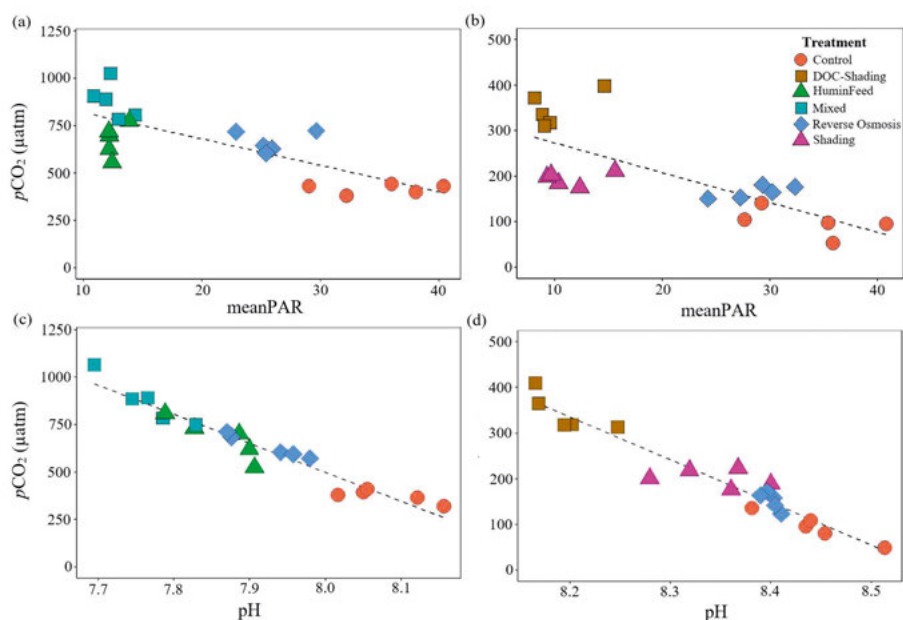 (a)
1250
1000
750
500
250
0
pCO₂ (µatm)
10
20
30
40
meanPAR
(b)
500
400
300
200
100
0
10
20
30
40
meanPAR
Treatment
Control
DOC-Shading
HuminFeed
Mixed
Reverse Osmosis
Shading
(c)
1250
1000
750
500
250
0
pCO₂ (µatm)
7.7
7.8
7.9
8.0
8.1
pH
(d)
500
400
300
200
100
0
8.2
8.3
8.4
8.5
pH